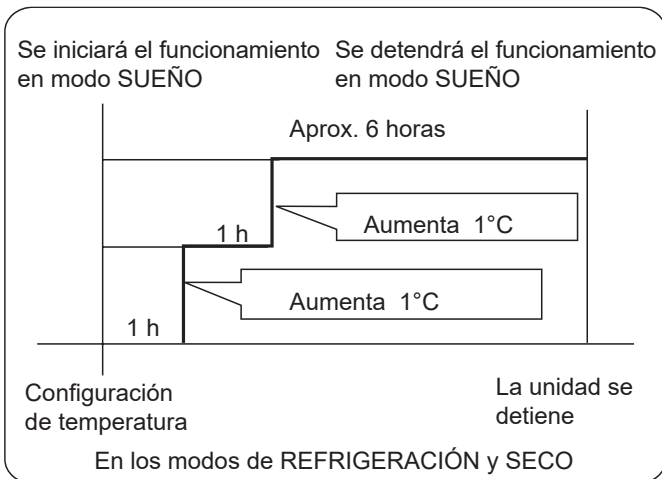 Se iniciará el funcionamiento
en modo SUEÑO
Se detendrá el funcionamiento
en modo SUEÑO
Aprox. 6 horas
Aumenta 1°C
1 h
Aumenta 1°C
1 h
Configuración
de temperatura
La unidad se
detiene
En los modos de REFRIGERACIÓN y SECO